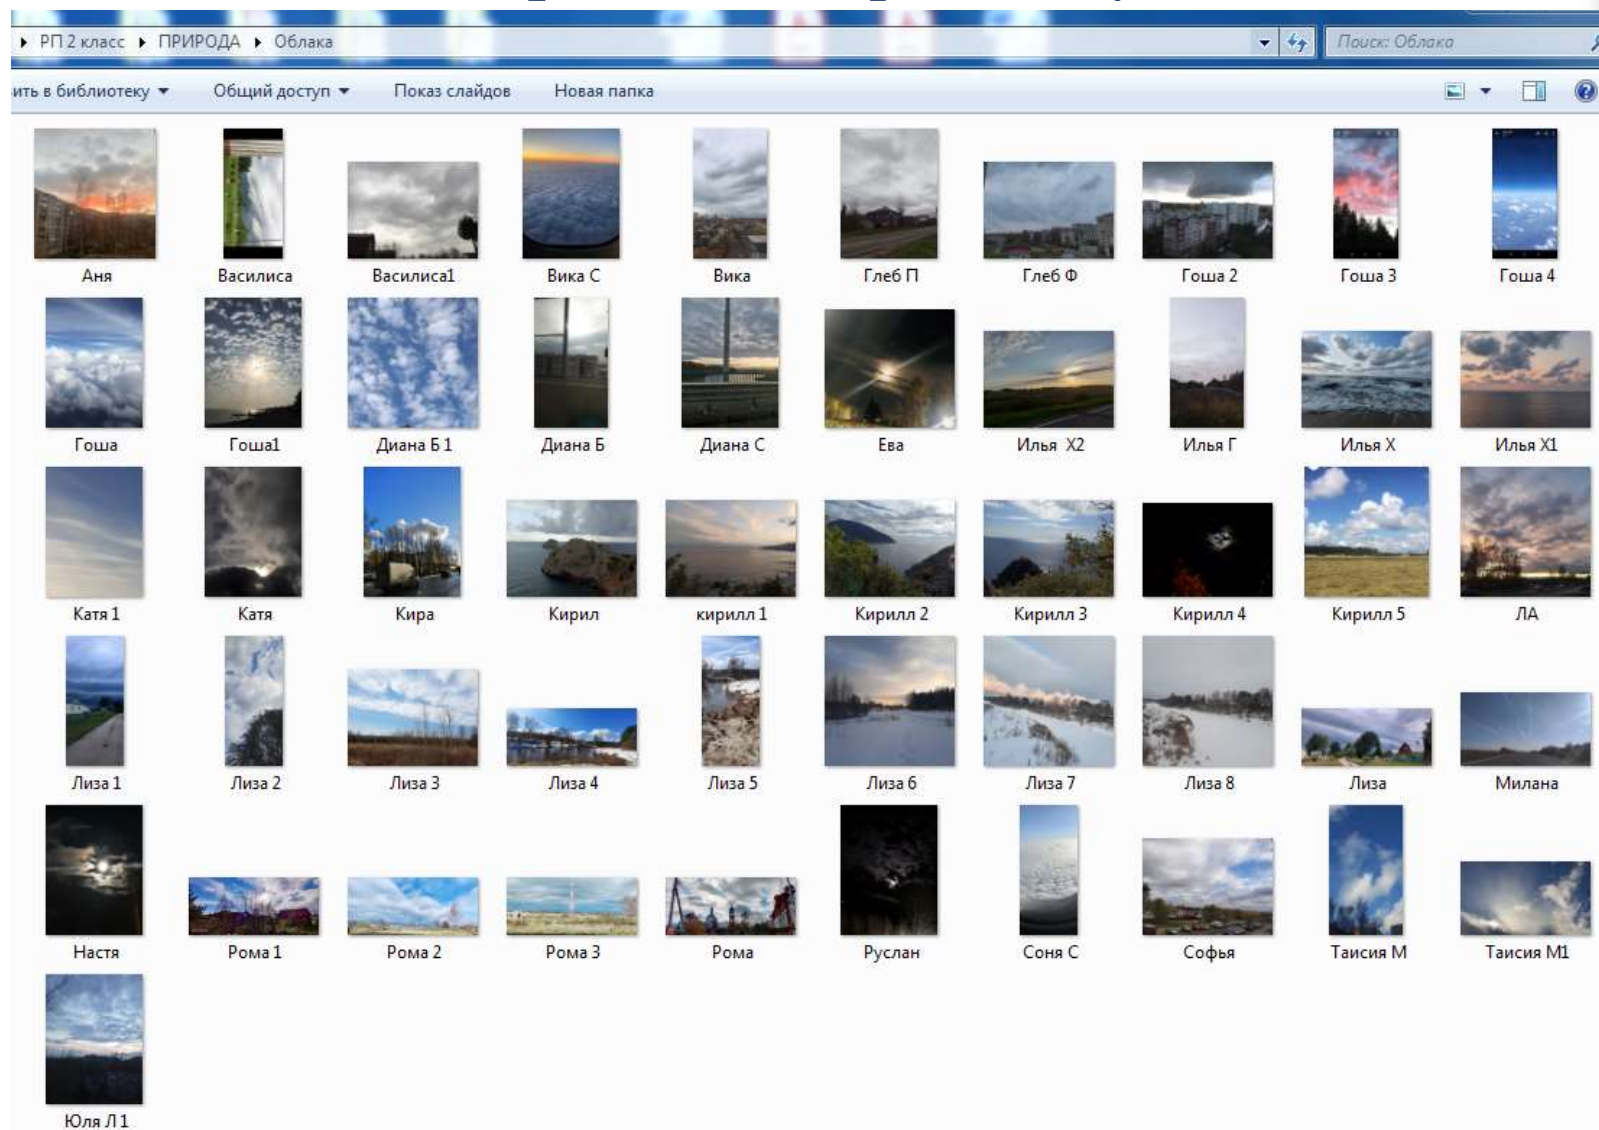 РП 2 класс ▸ ПРИРОДА ▸ Облака Поиск: Облака
ить в библиотеку Общий доступ Показ слайдов Новая папка
Аня Василиса Василиса1 Вика С Вика Глеб П Глеб Ф Гоша 2 Гоша 3 Гоша 4
Гоша Гоша1 Диана Б 1 Диана Б Диана С Ева Илья Х2 Илья Г Илья Х Илья Х1
Катя 1 Катя Кира Кирил кирилл 1 Кирилл 2 Кирилл 3 Кирилл 4 Кирилл 5 ЛА
Лиза 1 Лиза 2 Лиза 3 Лиза 4 Лиза 5 Лиза 6 Лиза 7 Лиза 8 Лиза Милана
Настя Рома 1 Рома 2 Рома 3 Рома Руслан Соня С Софья Таисия М Таисия М1
Юля Л 1